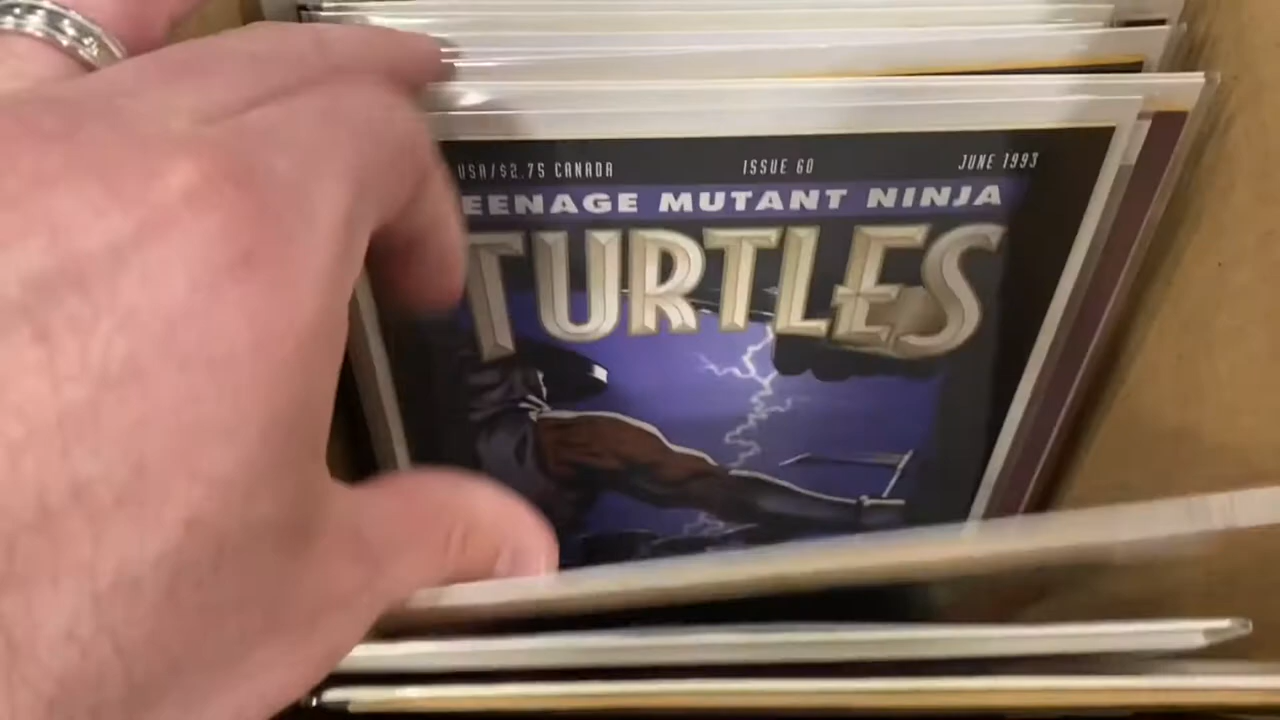 USA/$2.75 CANADA ISSUE 60 JUNE 1993
EENAGE MUTANT NINJA
TURTLES